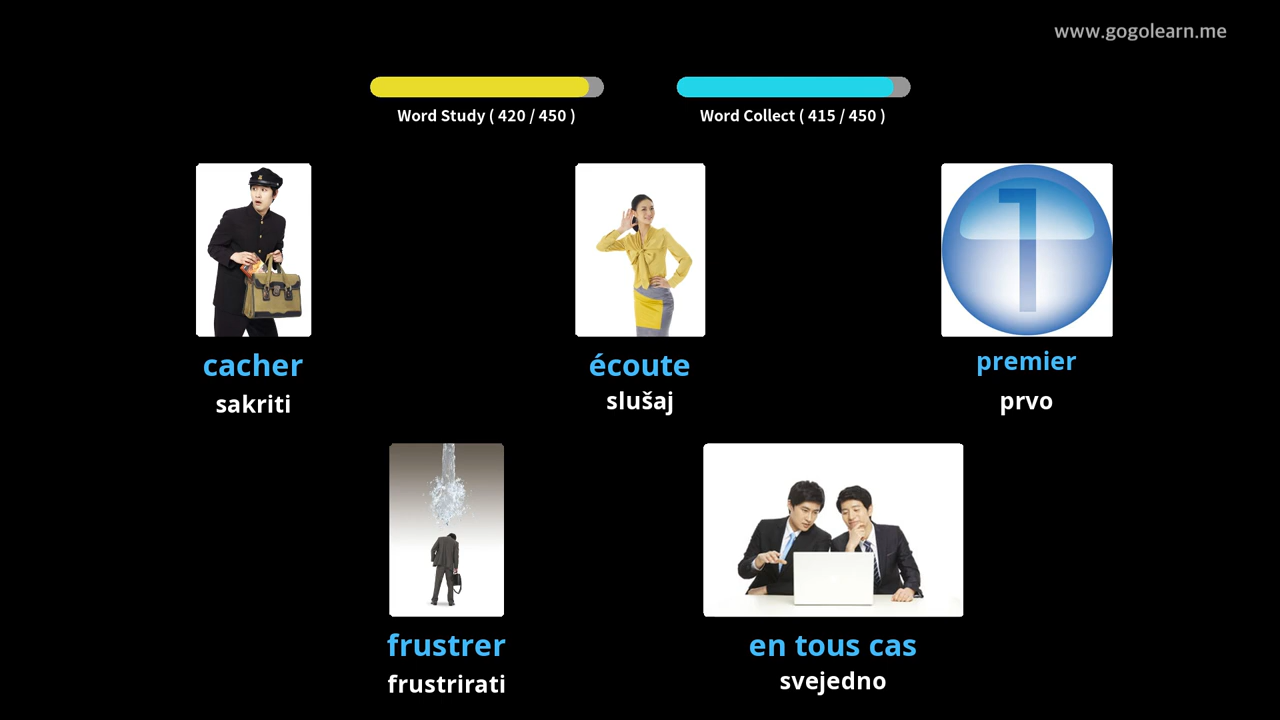 www.gogolearn.me
Word Study ( 420 / 450 )
Word Collect ( 415 / 450 )
1
cacher
sakriti
écoute
slušaj
premier
prvo
frustrer
frustrirati
en tous cas
svejedno